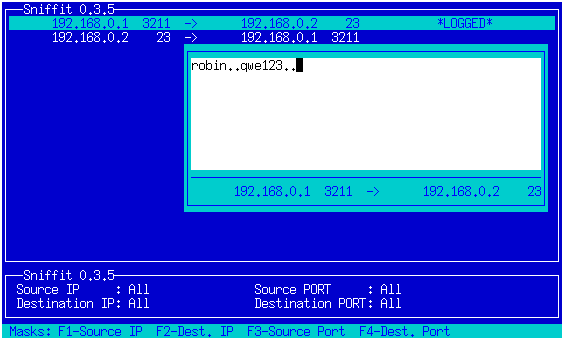 Sniffit 0.3.5
192.168.0.1 3211 -> 192.168.0.2 23 *LOGGED*
192.168.0.2 23 -> 192.168.0.1 3211
robin..qwe123..
192.168.0.1 3211 -> 192.168.0.2 23
Sniffit 0.3.5
Source IP : All Source PORT : All
Destination IP: All Destination PORT: All
Masks: F1-Source IP F2-Dest. IP F3-Source Port F4-Dest. Port